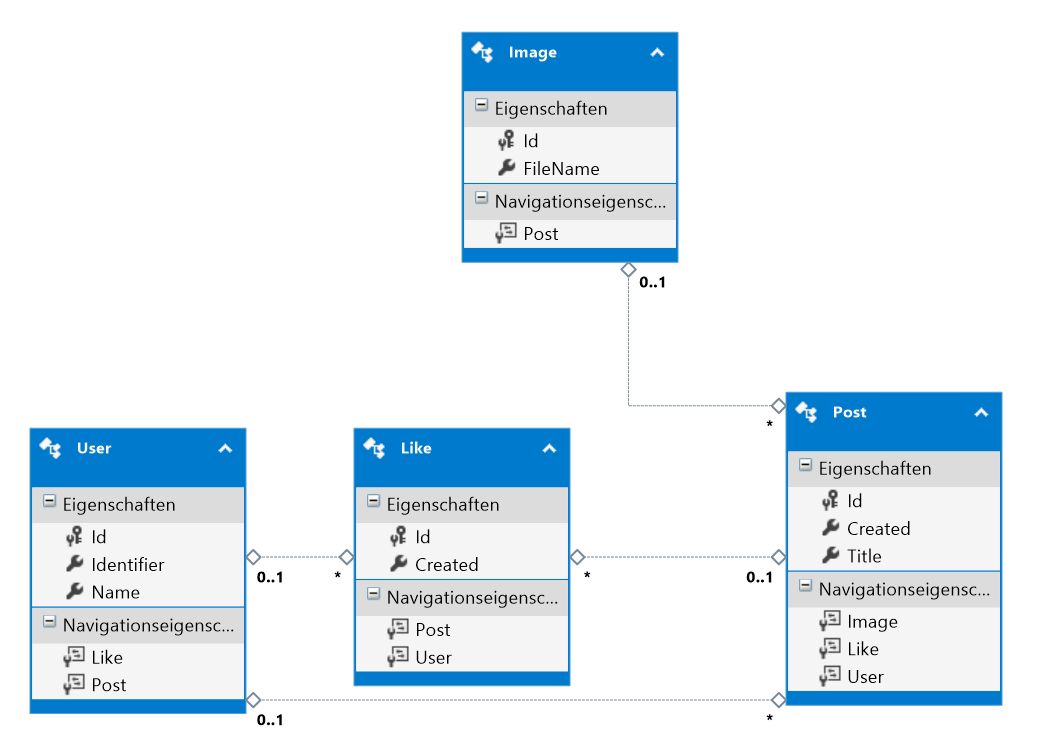 Image
Eigenschaften
Id
FileName
Navigationseigensc...
Post
0..1
*
User
Eigenschaften
Id
Identifier
Name
Navigationseigensc...
Like
Post
0..1
*
0..1
*
Like
Eigenschaften
Id
Created
Navigationseigensc...
Post
User
*
0..1
Post
Eigenschaften
Id
Created
Title
Navigationseigensc...
Image
Like
User